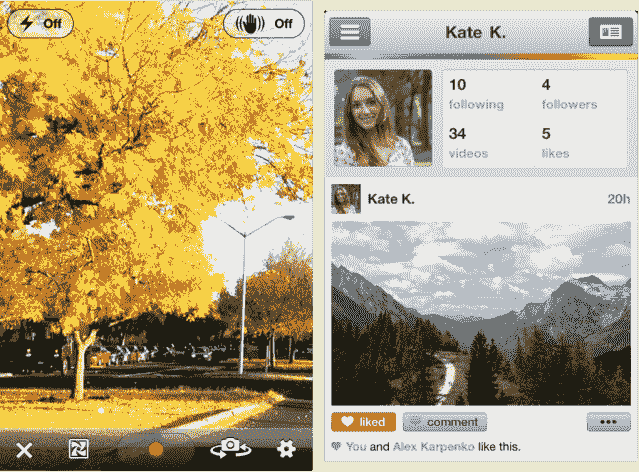 Off
Off
Kate K.
10
4
following
followers
34
5
videos
likes
Kate K.
20h
liked
comment
You and Alex Karpenko like this.